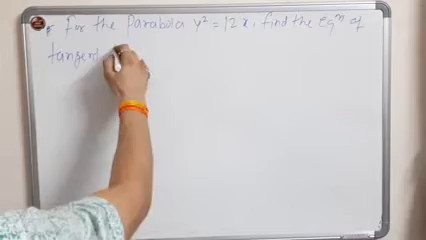 for the Parabola y² = 12x, find the Eqⁿ of
tangent